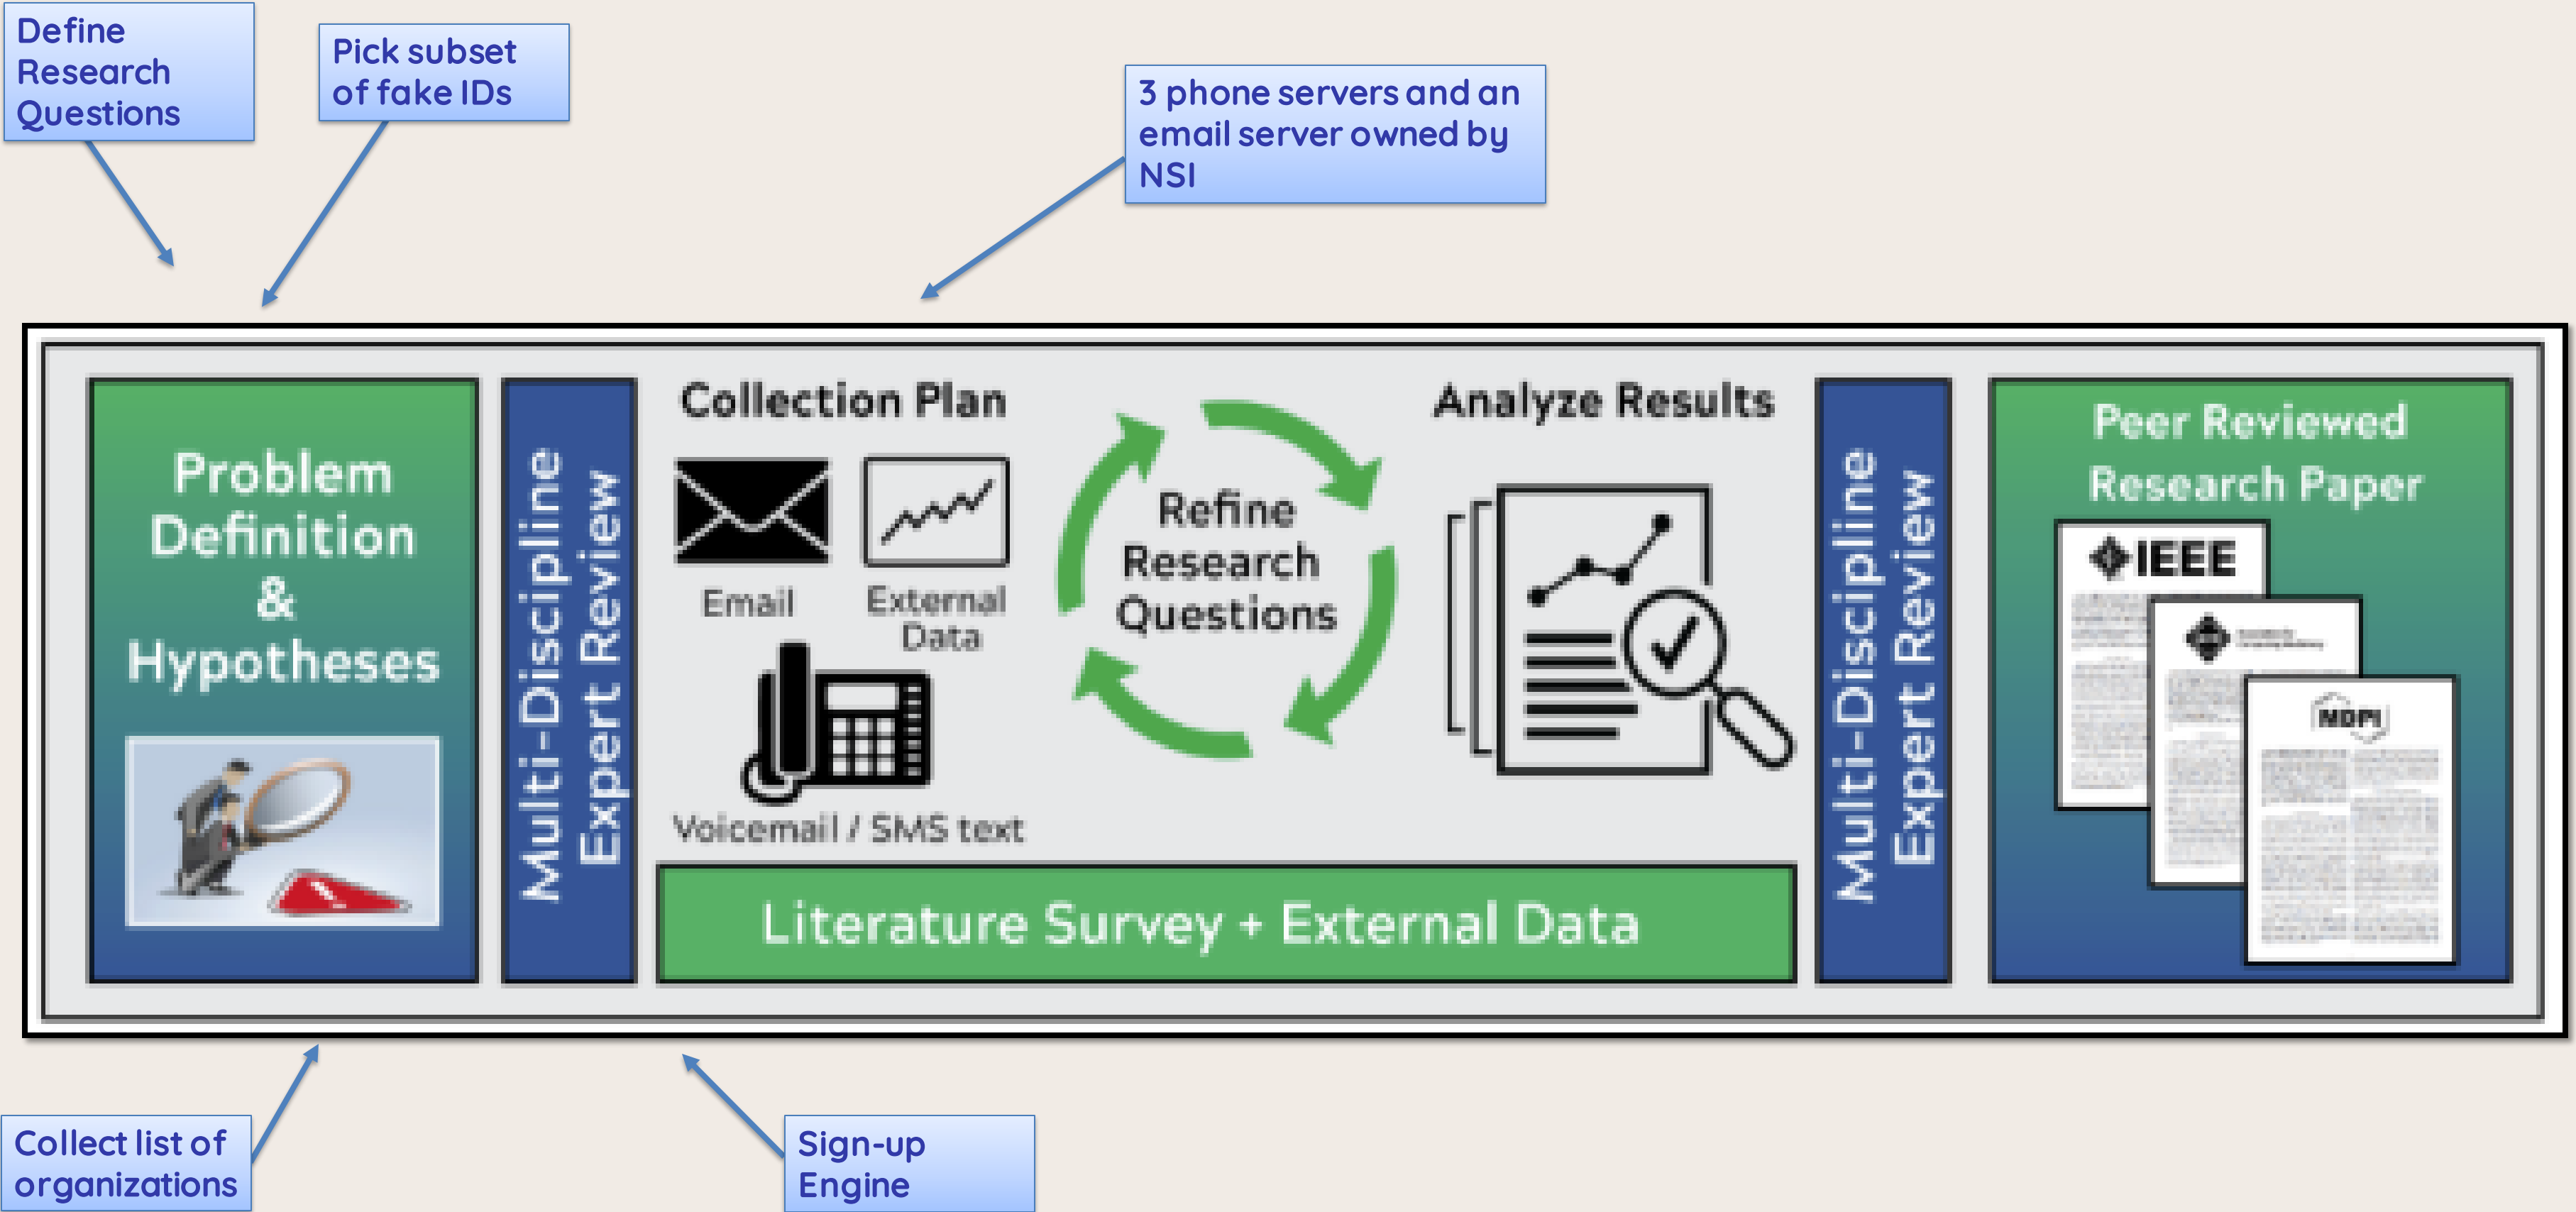 Define
Research
Questions
Pick subset
of fake IDs
3 phone servers and an
email server owned by
NSI
Problem
Definition
&
Hypotheses
Multi-Discipline
Expert Review
Collection Plan
Email
External
Data
Voicemail / SMS text
Refine
Research
Questions
Analyze Results
Literature Survey + External Data
Multi-Discipline
Expert Review
Peer Reviewed
Research Paper
IEEE
MDPI
Collect list of
organizations
Sign-up
Engine